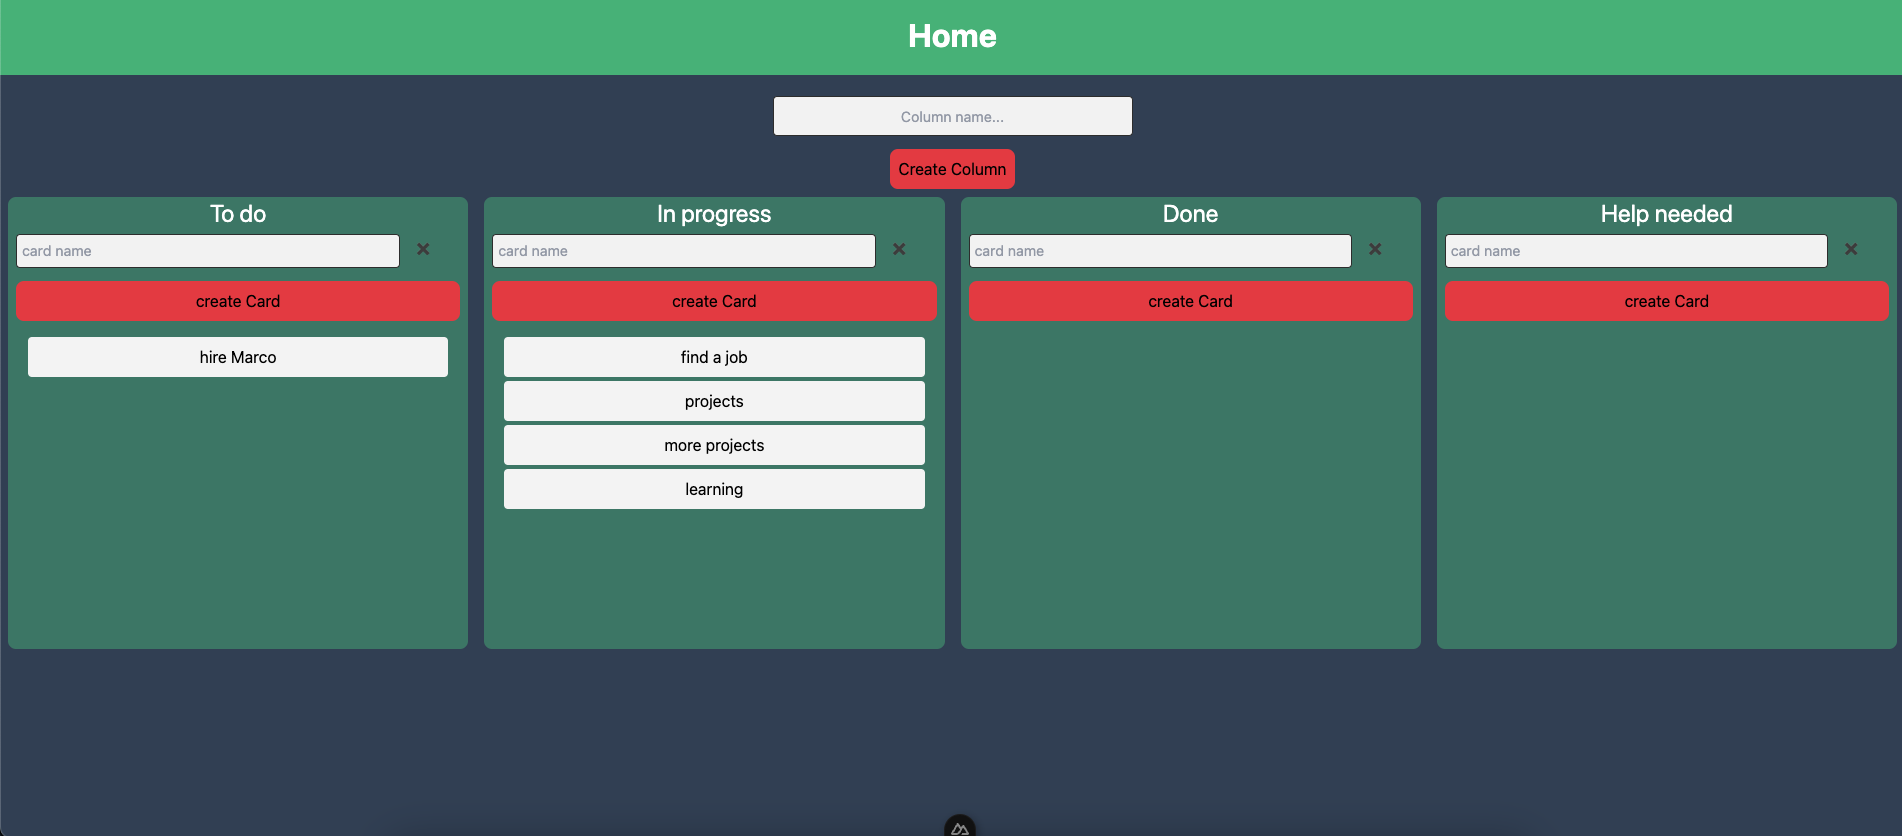 Home
Column name...
Create Column
To do
card name
create Card
hire Marco
In progress
card name
create Card
find a job
projects
more projects
learning
Done
card name
create Card
Help needed
card name
create Card